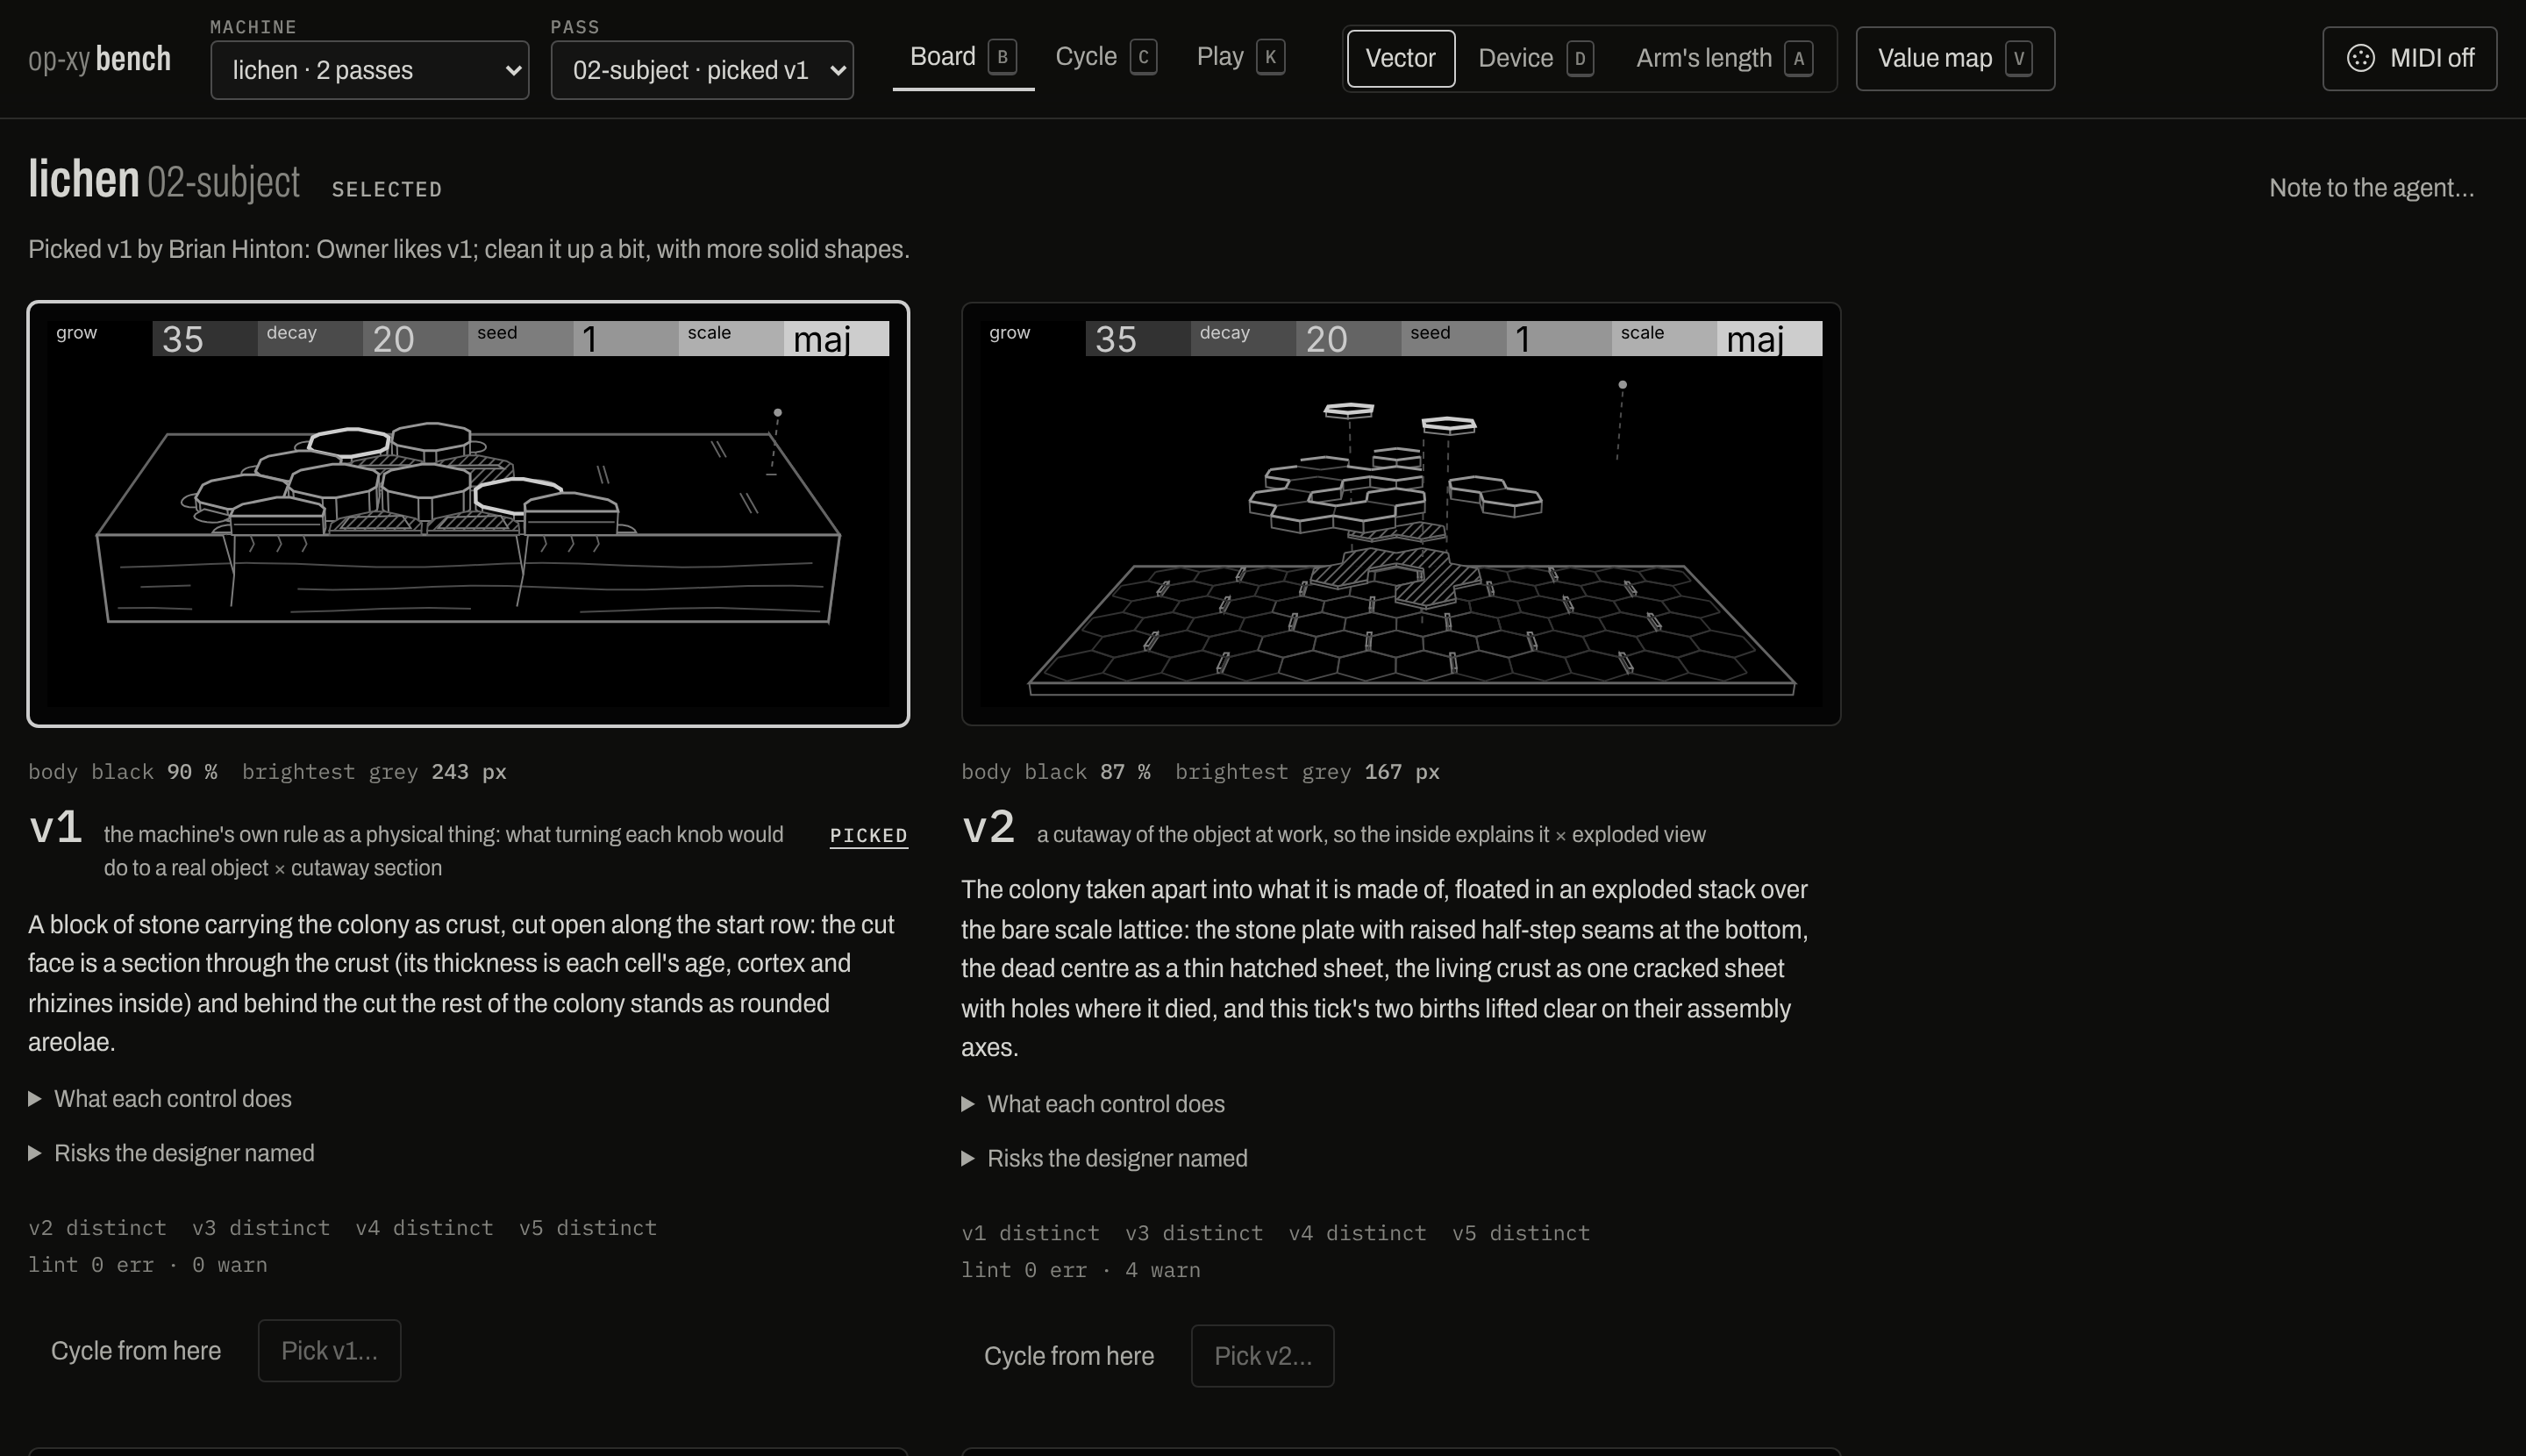 MACHINE
PASS
op-xy bench
lichen · 2 passes
02-subject · picked v1
Board B
Cycle C
Play K
Vector
Device D
Arm's length A
Value map V
MIDI off
lichen 02-subject SELECTED
Note to the agent...
Picked v1 by Brian Hinton: Owner likes v1; clean it up a bit, with more solid shapes.
grow 35 decay 20 seed 1 scale maj
body black 90 % brightest grey 243 px
v1 the machine's own rule as a physical thing: what turning each knob would
do to a real object × cutaway section
PICKED
A block of stone carrying the colony as crust, cut open along the start row: the cut
face is a section through the crust (its thickness is each cell's age, cortex and
rhizines inside) and behind the cut the rest of the colony stands as rounded
areolae.
▶ What each control does
▶ Risks the designer named
v2 distinct v3 distinct v4 distinct v5 distinct
lint 0 err · 0 warn
Cycle from here
Pick v1...
grow 35 decay 20 seed 1 scale maj
body black 87 % brightest grey 167 px
v2 a cutaway of the object at work, so the inside explains it × exploded view
The colony taken apart into what it is made of, floated in an exploded stack over
the bare scale lattice: the stone plate with raised half-step seams at the bottom,
the dead centre as a thin hatched sheet, the living crust as one cracked sheet
with holes where it died, and this tick's two births lifted clear on their assembly
axes.
▶ What each control does
▶ Risks the designer named
v1 distinct v3 distinct v4 distinct v5 distinct
lint 0 err · 4 warn
Cycle from here
Pick v2...